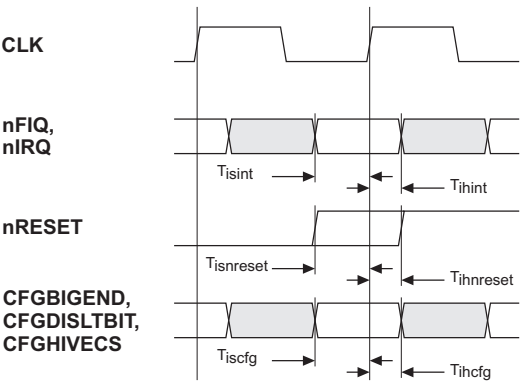 CLK
nFIQ,
nIRQ
Tisint
Tihint
nRESET
Tisnreset
Tihnreset
CFGBIGEND,
CFGDISLTBIT,
CFGHIVECS
Tiscfg
Tihcfg